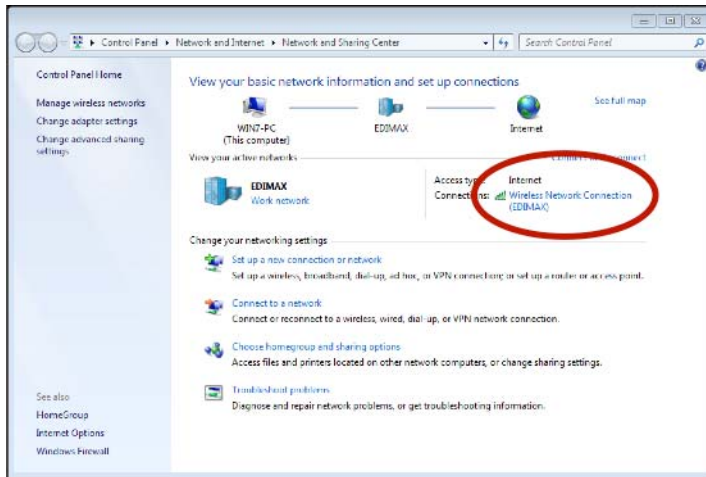 Control Panel ▸ Network and Internet ▸ Network and Sharing Center
Search Control Panel
Control Panel Home
Manage wireless networks
Change adapter settings
Change advanced sharing
settings
See also
HomeGroup
Internet Options
Windows Firewall
View your basic network information and set up connections
See full map
WIN7-PC
(This computer)
EDIMAX
Internet
View your active networks
Connect or disconnect
EDIMAX
Work network
Access type: Internet
Connections: Wireless Network Connection
(EDIMAX)
Change your networking settings
Set up a new connection or network
Set up a wireless, broadband, dial-up, ad hoc, or VPN connection; or set up a router or access point.
Connect to a network
Connect or reconnect to a wireless, wired, dial-up, or VPN network connection.
Choose homegroup and sharing options
Access files and printers located on other network computers, or change sharing settings.
Troubleshoot problems
Diagnose and repair network problems, or get troubleshooting information.